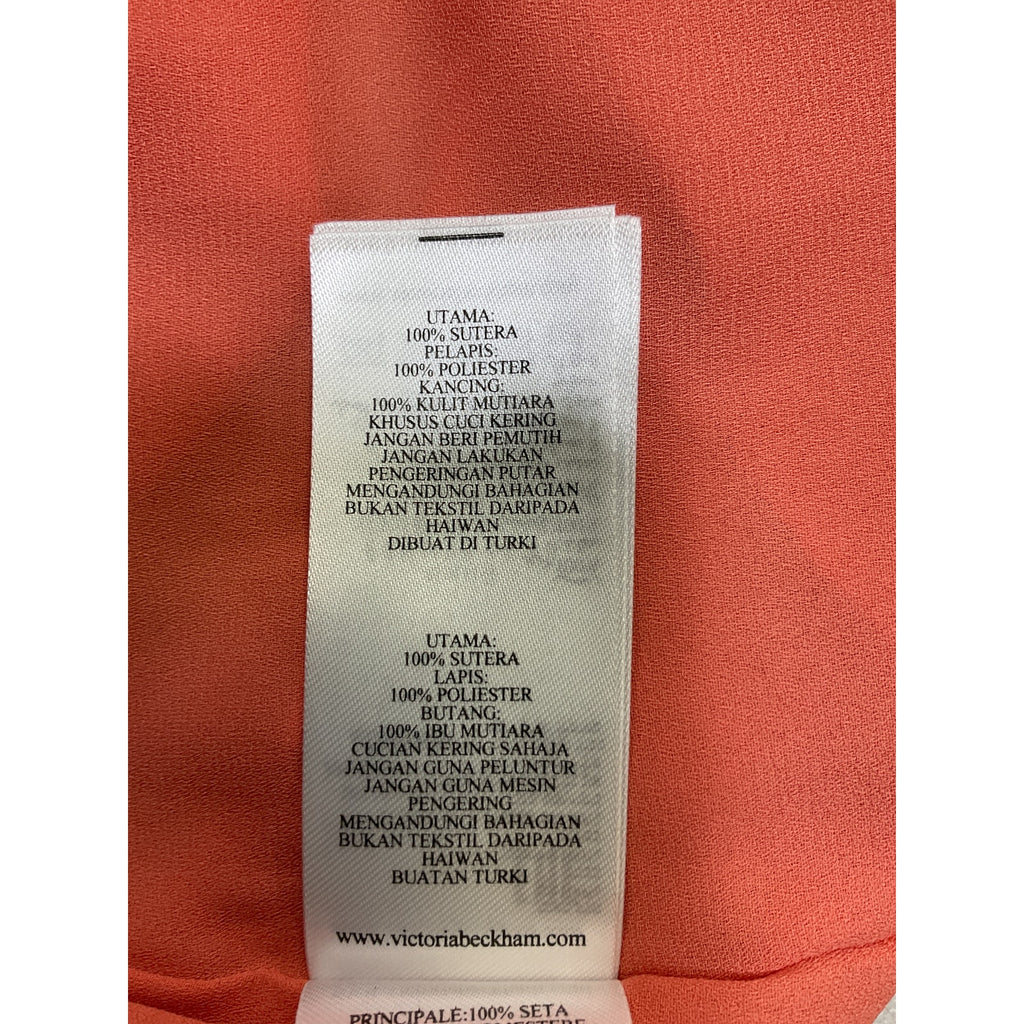 UTAMA:
100% SUTERA
PELAPIS:
100% POLIESTER
KANCING:
100% KULIT MUTIARA
KHUSUS CUCI KERING
JANGAN BERI PEMUTIH
JANGAN LAKUKAN
PENGERINGAN PUTAR
MENGANDUNGI BAHAGIAN
BUKAN TEKSTIL DARIPADA
HAIWAN
DIBUAT DI TURKI
UTAMA:
100% SUTERA
LAPIS:
100% POLIESTER
BUTANG:
100% IBU MUTIARA
CUCIAN KERING SAHAJA
JANGAN GUNA PELUNTUR
JANGAN GUNA MESIN
PENGERING
MENGANDUNGI BAHAGIAN
BUKAN TEKSTIL DARIPADA
HAIWAN
BUATAN TURKI
www.victoriabeckham.com
PRINCIPALE:100% SETA